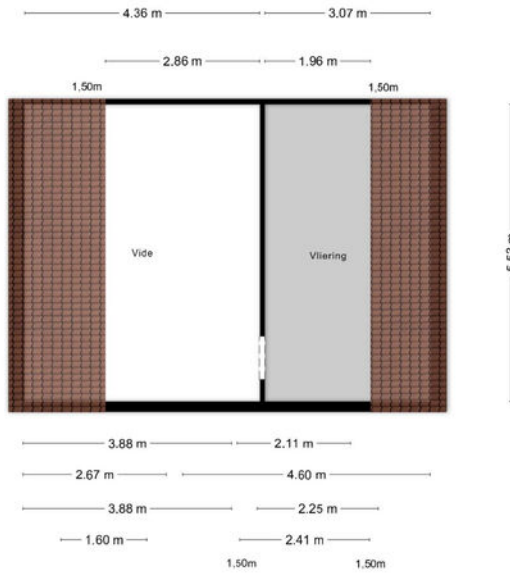 4.36 m 3.07 m
2.86 m 1.96 m
1,50m 1,50m
Vide
Vliering
3.88 m 2.11 m
2.67 m 4.60 m
3.88 m 2.25 m
1.60 m 2.41 m
1,50m 1,50m